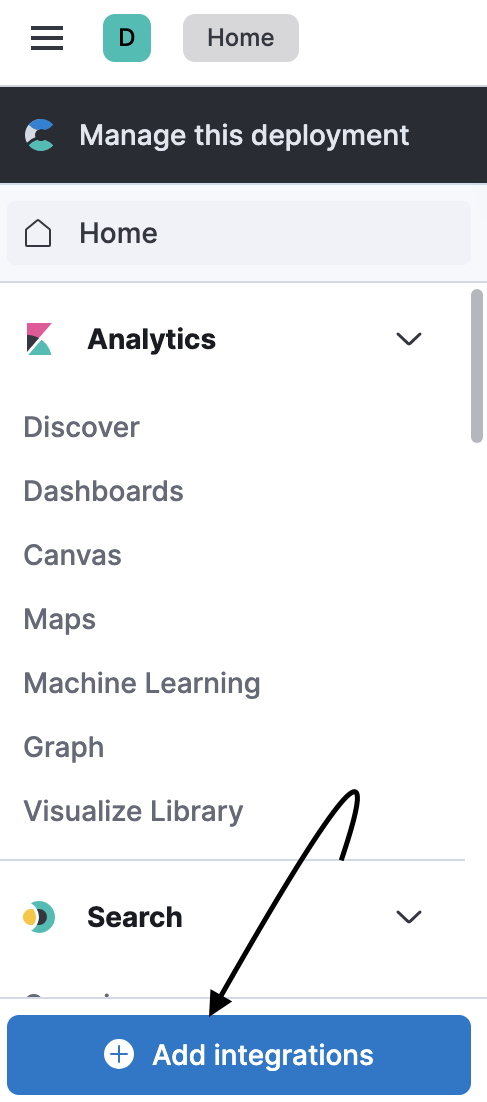 D Home
Manage this deployment
Home
Analytics
Discover
Dashboards
Canvas
Maps
Machine Learning
Graph
Visualize Library
Search
Add integrations